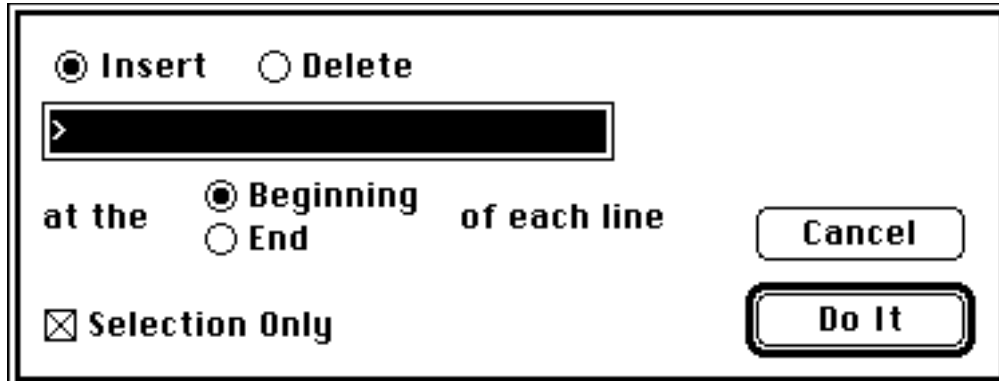 Insert Delete
>
at the Beginning of each line
End
Cancel
Selection Only
Do It